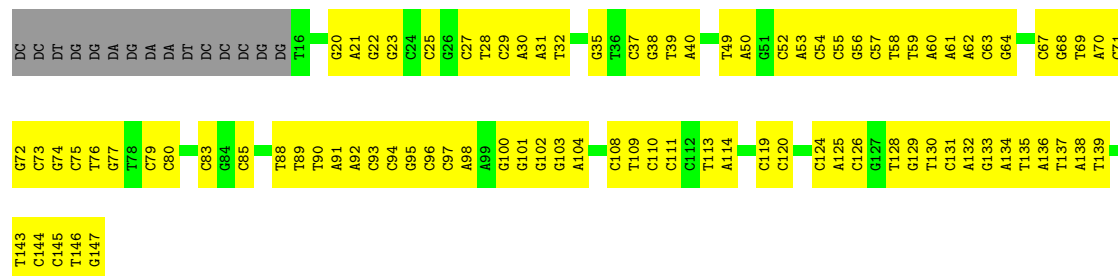 DC DC DT DG DG DA DG DA DA DT DC DC DC DG DG T16 G20 A21 G22 G23 C24 C25 G26 C27 T28 C29 A30 A31 T32 G35 T36 C37 G38 T39 A40 T49 A50 G51 C52 A53 C54 C55 G56 C57 T58 T59 A60 A61 A62 C63 G64 C67 G68 T69 A70 C71
G72 C73 G74 C75 T76 G77 T78 C79 C80 C83 G84 C85 T88 T89 T90 A91 A92 C93 C94 G95 C96 C97 A98 A99 G100 G101 G102 G103 A104 C108 T109 C110 C111 C112 T113 A114 C119 C120 C124 A125 C126 G127 T128 G129 T130 C131 A132 G133 A134 T135 A136 T137 A138 T139
T143 C144 C145 T146 G147